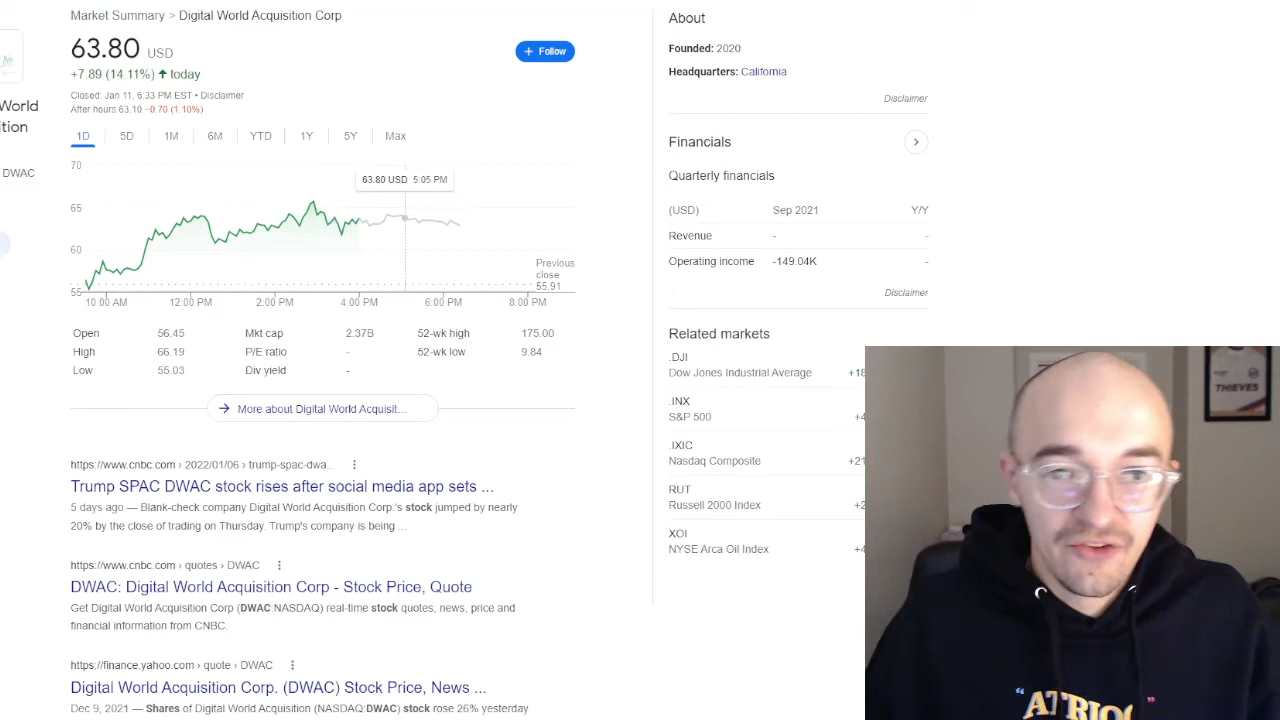 Market Summary > Digital World Acquisition Corp
63.80 USD
+ Follow
+7.89 (14.11%) ↑ today
Closed: Jan 11, 6:33 PM EST • Disclaimer
After hours 63.10 −0.70 (1.10%)
World
ition
DWAC
1D 5D 1M 6M YTD 1Y 5Y Max
63.80 USD 5:05 PM
70
65
60
55
Previous
close
55.91
10:00 AM 12:00 PM 2:00 PM 4:00 PM 6:00 PM 8:00 PM
Open 56.45 Mkt cap 2.37B 52-wk high 175.00
High 66.19 P/E ratio - 52-wk low 9.84
Low 55.03 Div yield -
→ More about Digital World Acquisit...
https://www.cnbc.com › 2022/01/06 › trump-spac-dwa...
Trump SPAC DWAC stock rises after social media app sets ...
5 days ago — Blank-check company Digital World Acquisition Corp.'s stock jumped by nearly
20% by the close of trading on Thursday. Trump's company is being ...
https://www.cnbc.com › quotes › DWAC
DWAC: Digital World Acquisition Corp - Stock Price, Quote
Get Digital World Acquisition Corp (DWAC:NASDAQ) real-time stock quotes, news, price and
financial information from CNBC.
https://finance.yahoo.com › quote › DWAC
Digital World Acquisition Corp. (DWAC) Stock Price, News ...
Dec 9, 2021 — Shares of Digital World Acquisition (NASDAQ:DWAC) stock rose 26% yesterday
About
Founded: 2020
Headquarters: California
Disclaimer
Financials
Quarterly financials
(USD) Sep 2021 Y/Y
Revenue - -
Operating income -149.04K -
Disclaimer
Related markets
.DJI
Dow Jones Industrial Average +18
.INX
S&P 500 +4
.IXIC
Nasdaq Composite +21
RUT
Russell 2000 Index +2
XOI
NYSE Arca Oil Index +4
THIEVES
"ATRIOC"